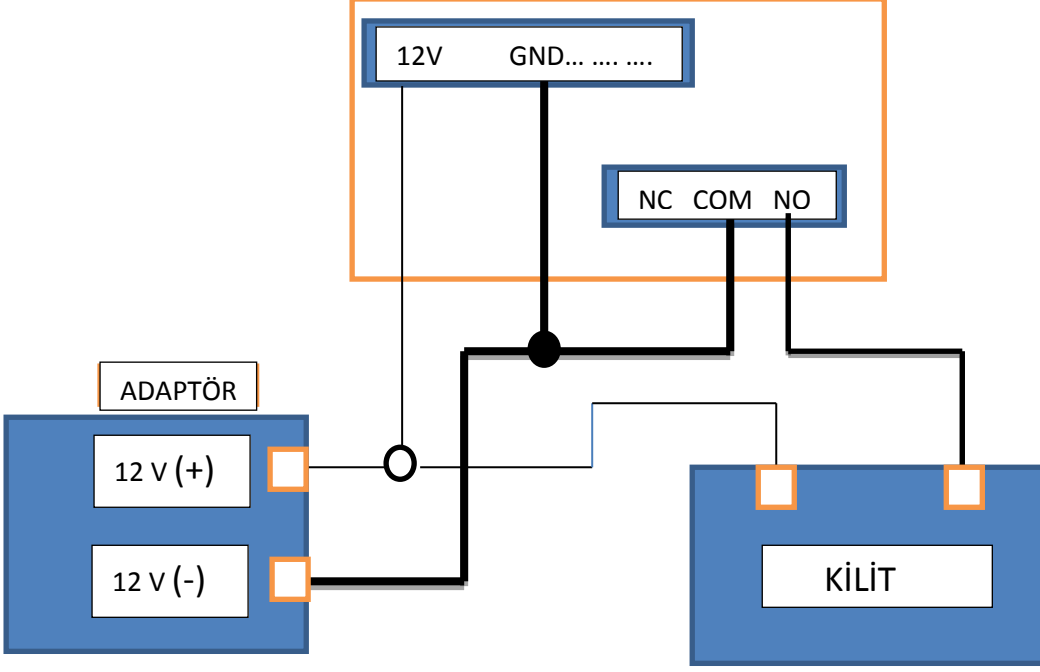 12V GND... .... ....
NC COM NO
ADAPTÖR
12 V (+)
12 V (-)
KİLİT